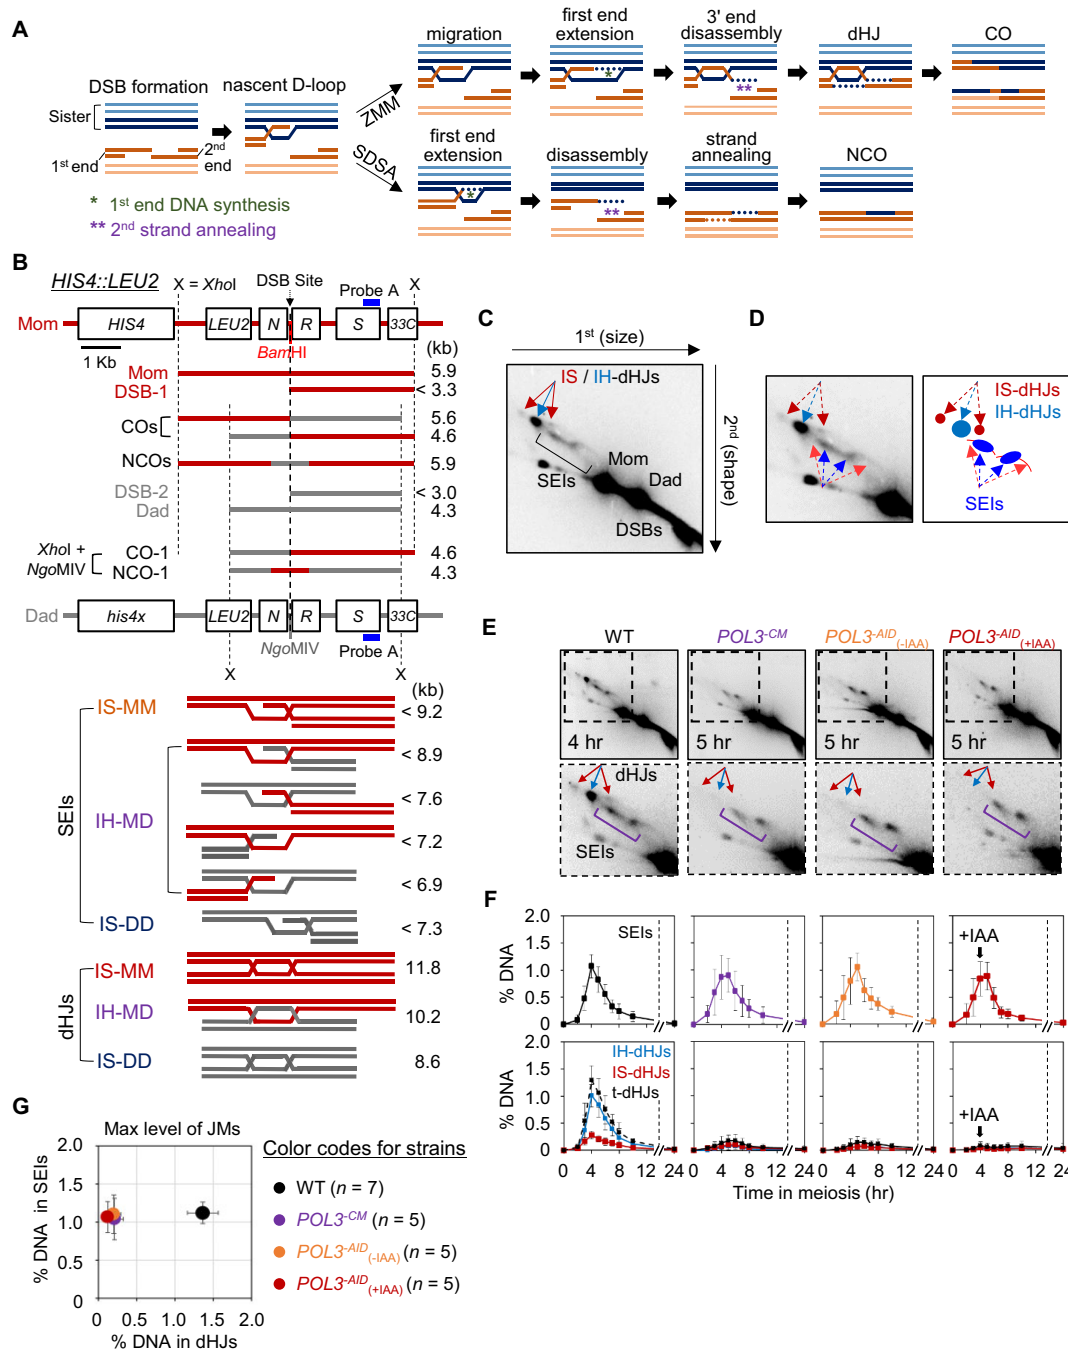 A
DSB formation
nascent D-loop
Sister
1st end
2nd end
* 1st end DNA synthesis
** 2nd strand annealing
ZMM
SDSA
migration
first end extension
3' end disassembly
dHJ
CO
*
**
first end extension
disassembly
strand annealing
NCO
*
**
B
HIS4::LEU2
X = XhoI
DSB Site
X
Probe A
Mom
HIS4
LEU2
N
R
S
33C
1 Kb
BamHI
(kb)
Mom 5.9
DSB-1 < 3.3
COs 5.6
4.6
NCOs 5.9
DSB-2 < 3.0
Dad 4.3
XhoI + NgoMIV
CO-1 4.6
NCO-1 4.3
Dad
his4x
LEU2
N
R
S
33C
NgoMIV
Probe A
X
X
(kb)
SEIs
IS-MM < 9.2
IH-MD < 8.9
< 7.6
< 7.2
< 6.9
IS-DD < 7.3
dHJs
IS-MM 11.8
IH-MD 10.2
IS-DD 8.6
C
1st (size)
2nd (shape)
IS / IH-dHJs
SEIs
Mom
Dad
DSBs
D
IS-dHJs
IH-dHJs
SEIs
E
WT
POL3-CM
POL3-AID(-IAA)
POL3-AID(+IAA)
4 hr
5 hr
5 hr
5 hr
dHJs
SEIs
F
% DNA
2.0
1.5
1.0
0.5
0
SEIs
+IAA
% DNA
2.0
1.5
1.0
0.5
0
IH-dHJs
IS-dHJs
t-dHJs
+IAA
0 4 8 12 24
0 4 8 12 24
0 4 8 12 24
0 4 8 12 24
Time in meiosis (hr)
G
Max level of JMs
% DNA in SEIs
2.0
1.5
1.0
0.5
0
0 0.5 1.0 1.5 2.0
% DNA in dHJs
Color codes for strains
WT (n = 7)
POL3-CM (n = 5)
POL3-AID(-IAA) (n = 5)
POL3-AID(+IAA) (n = 5)